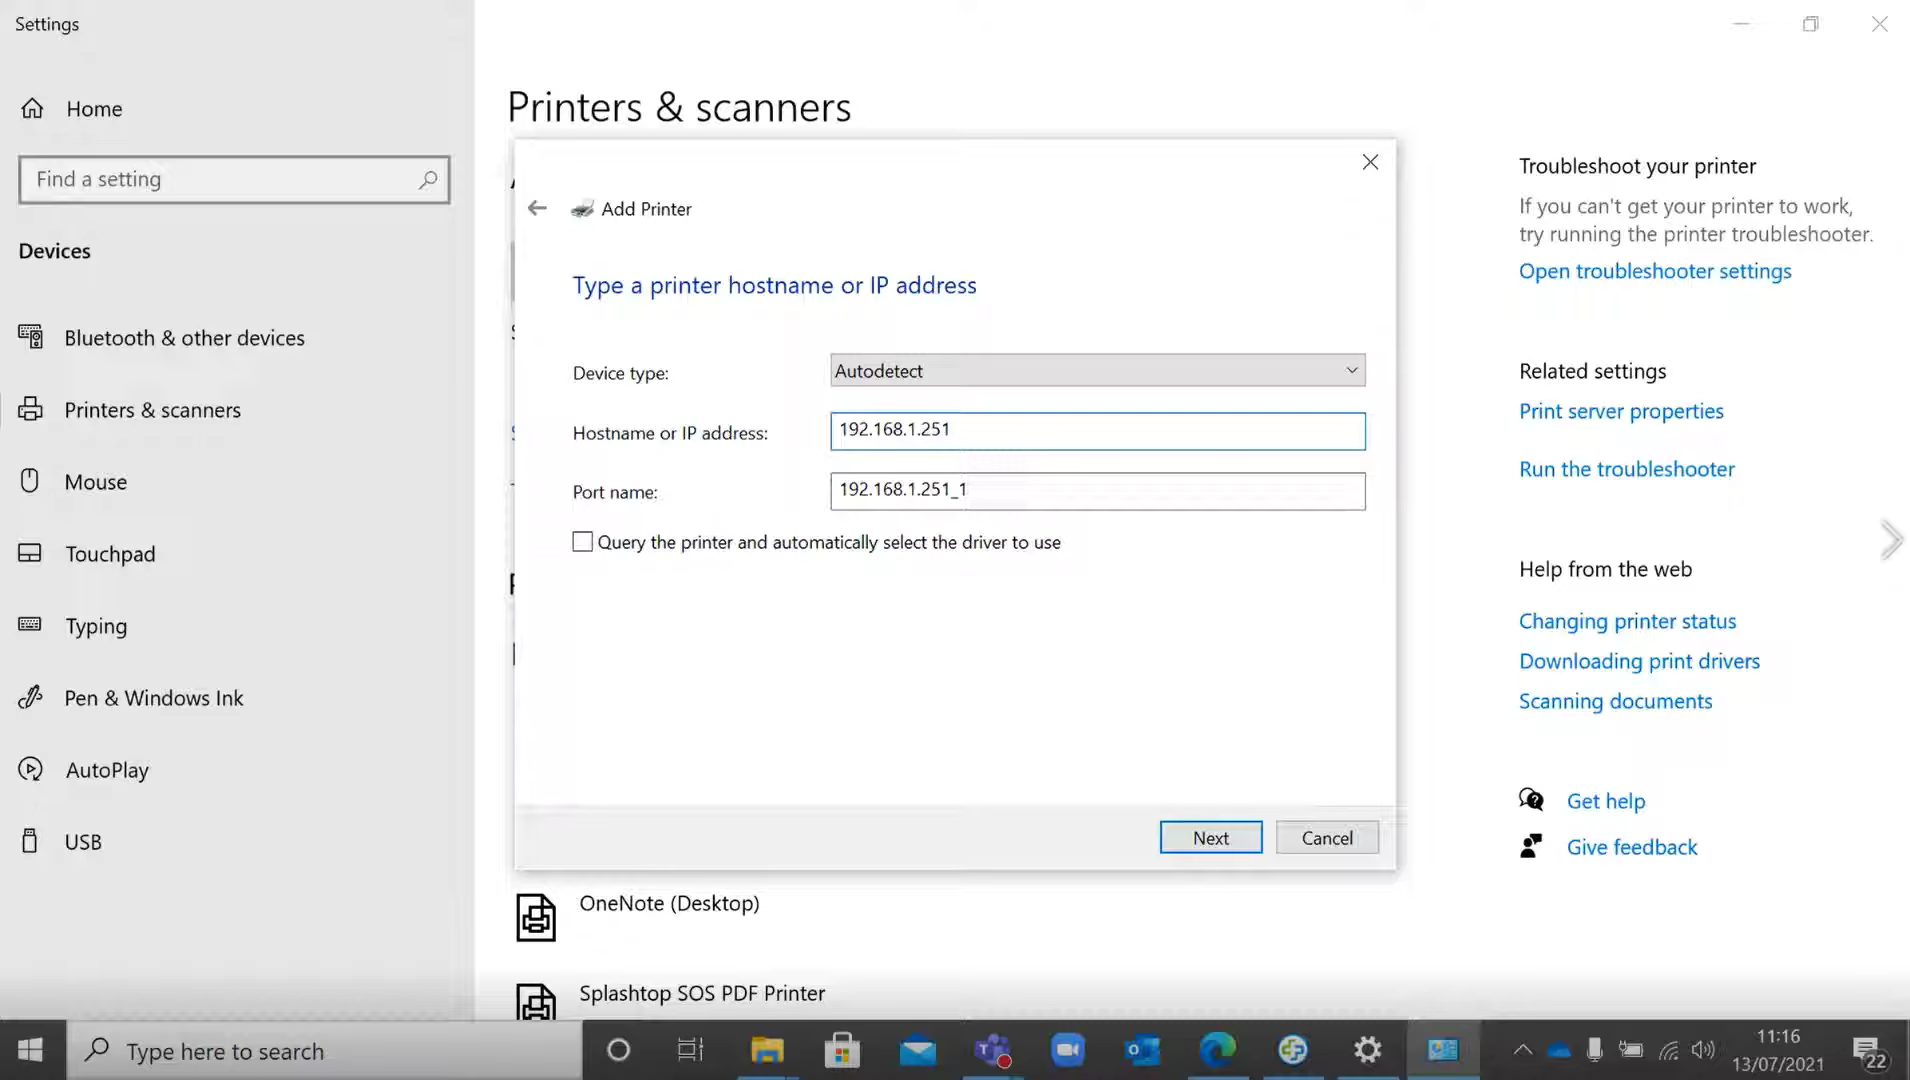 Settings
Home
Find a setting
Devices
Bluetooth & other devices
Printers & scanners
Mouse
Touchpad
Typing
Pen & Windows Ink
AutoPlay
USB
Printers & scanners
Add Printer
Type a printer hostname or IP address
Device type:
Autodetect
Hostname or IP address:
192.168.1.251
Port name:
192.168.1.251_1
Query the printer and automatically select the driver to use
Next
Cancel
OneNote (Desktop)
Splashtop SOS PDF Printer
Troubleshoot your printer
If you can't get your printer to work,
try running the printer troubleshooter.
Open troubleshooter settings
Related settings
Print server properties
Run the troubleshooter
Help from the web
Changing printer status
Downloading print drivers
Scanning documents
Get help
Give feedback
Type here to search
11:16
13/07/2021
22